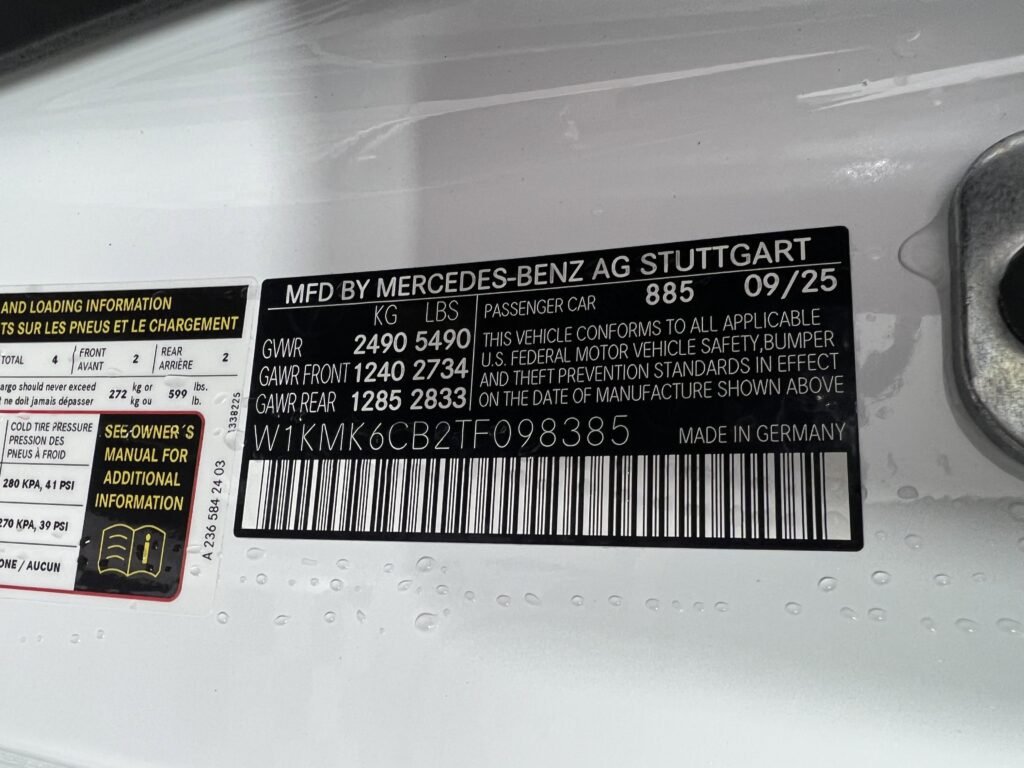 AND LOADING INFORMATION
TS SUR LES PNEUS ET LE CHARGEMENT
TOTAL 4 FRONT AVANT 2 REAR ARRIÈRE 2
argo should never exceed 272 kg or 599 lbs.
t ne doit jamais dépasser kg ou lb.
COLD TIRE PRESSURE
PRESSION DES
PNEUS À FROID
280 KPA, 41 PSI
270 KPA, 39 PSI
ONE / AUCUN
SEE OWNER'S
MANUAL FOR
ADDITIONAL
INFORMATION
1338225
A 236 584 24 03
MFD BY MERCEDES-BENZ AG STUTTGART
KG LBS
GVWR 2490 5490
GAWR FRONT 1240 2734
GAWR REAR 1285 2833
PASSENGER CAR 885 09/25
THIS VEHICLE CONFORMS TO ALL APPLICABLE
U.S. FEDERAL MOTOR VEHICLE SAFETY,BUMPER
AND THEFT PREVENTION STANDARDS IN EFFECT
ON THE DATE OF MANUFACTURE SHOWN ABOVE
W1KMK6CB2TF098385 MADE IN GERMANY